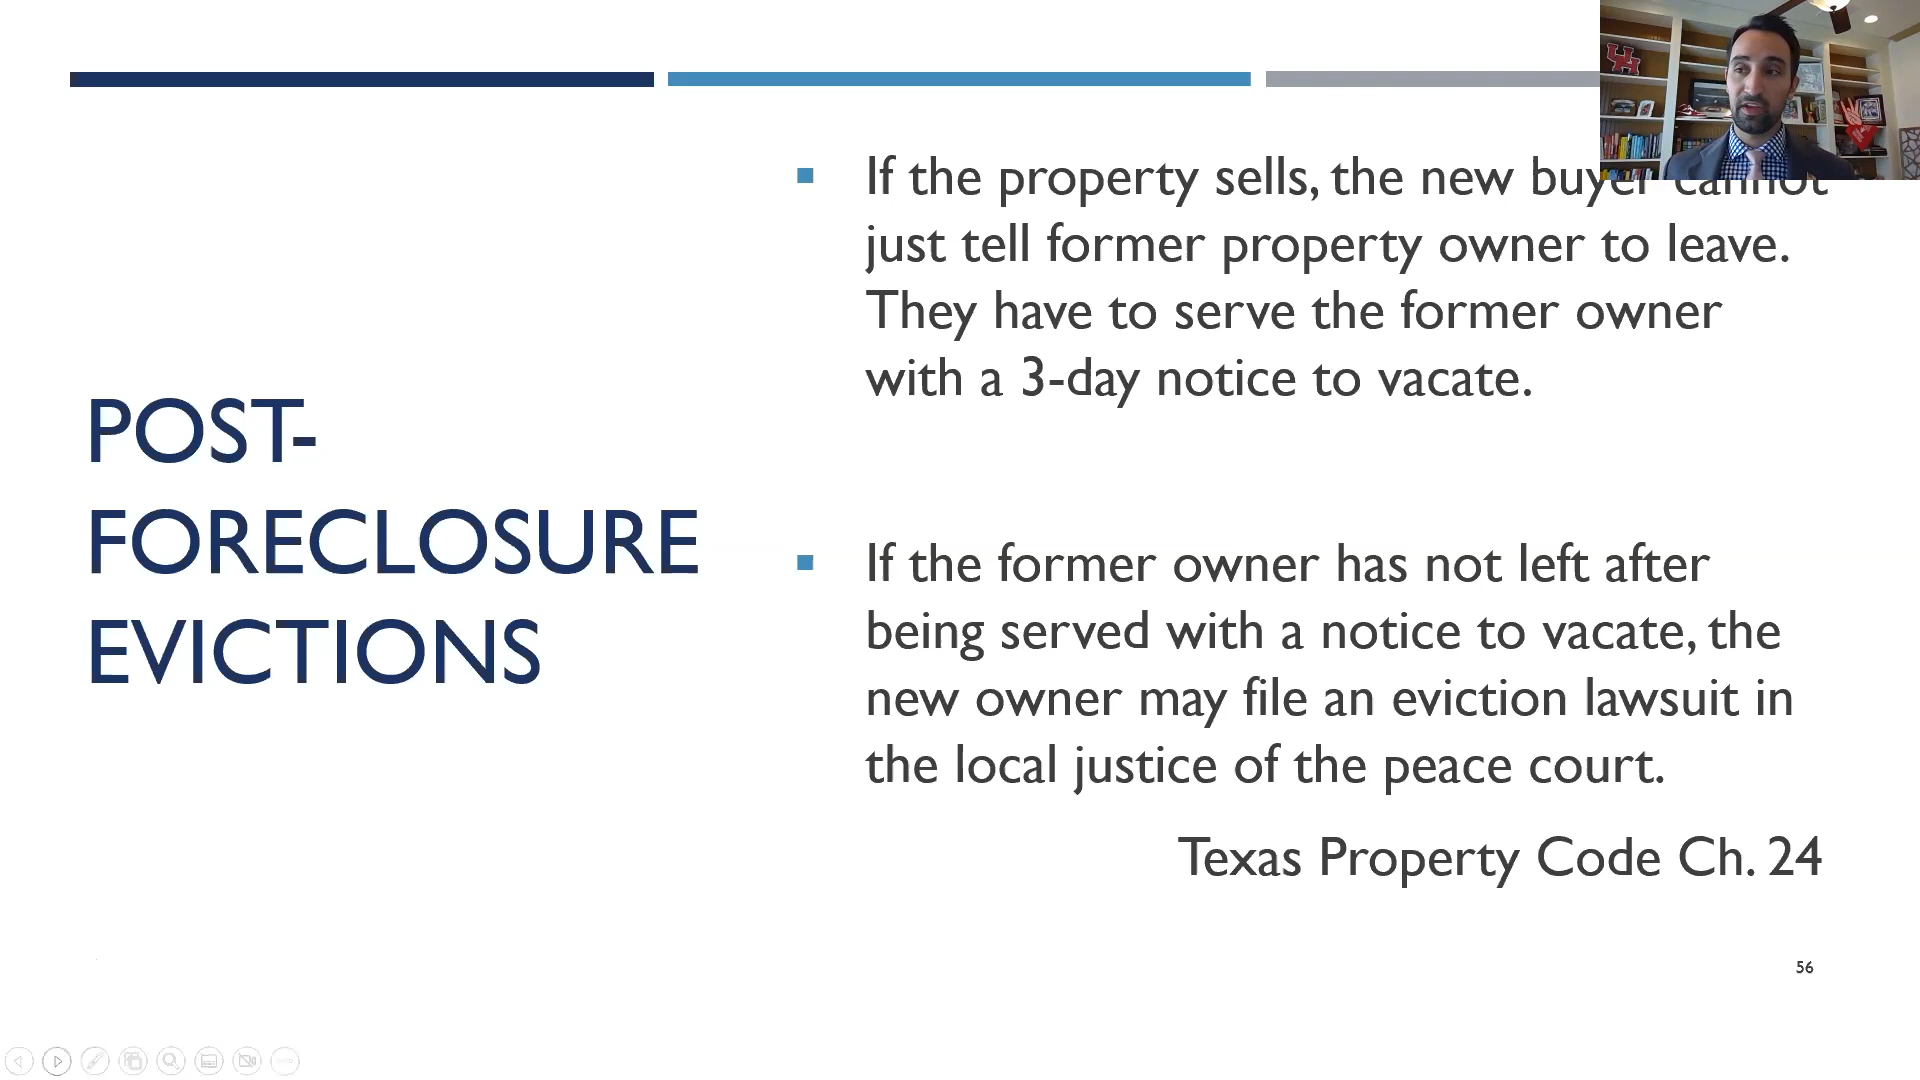 If the property sells, the new buyer cannot
just tell former property owner to leave.
They have to serve the former owner
with a 3-day notice to vacate.
POST-
FORECLOSURE
EVICTIONS
If the former owner has not left after
being served with a notice to vacate, the
new owner may file an eviction lawsuit in
the local justice of the peace court.
Texas Property Code Ch. 24
56